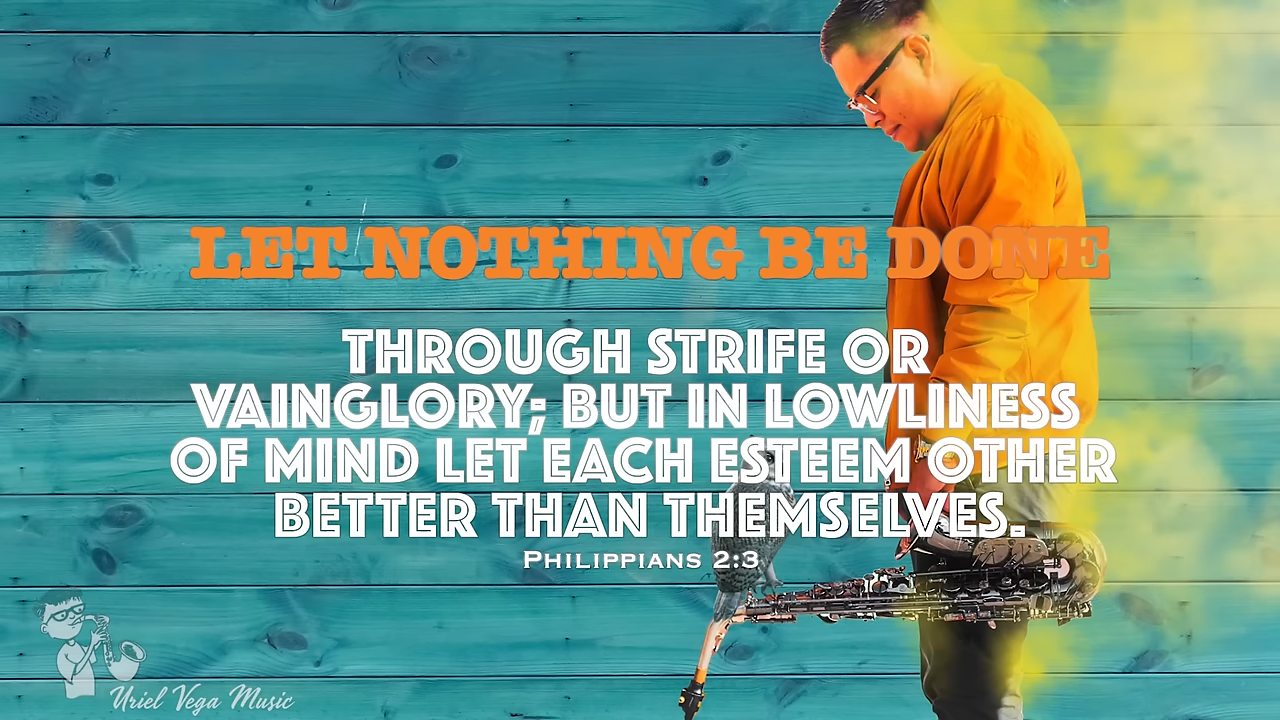 LET NOTHING BE DONE
THROUGH STRIFE OR
VAINGLORY; BUT IN LOWLINESS
OF MIND LET EACH ESTEEM OTHER
BETTER THAN THEMSELVES.
PHILIPPIANS 2:3
Uriel Vega Music